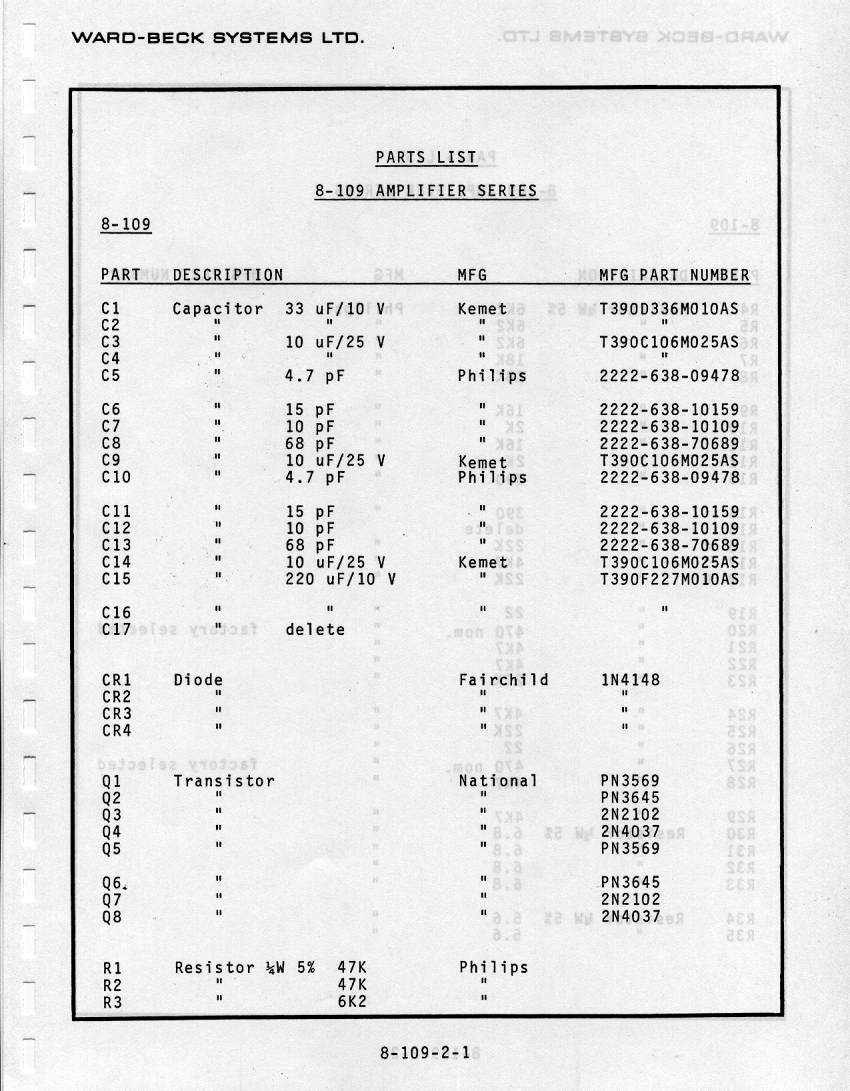 WARD-BECK SYSTEMS LTD.
PARTS LIST
8-109 AMPLIFIER SERIES
8-109
PART DESCRIPTION MFG MFG PART NUMBER
C1 Capacitor 33 uF/10 V Kemet T390D336M010AS
C2 " " " "
C3 " 10 uF/25 V " T390C106M025AS
C4 " " " "
C5 " 4.7 pF Philips 2222-638-09478
C6 " 15 pF " 2222-638-10159
C7 " 10 pF " 2222-638-10109
C8 " 68 pF " 2222-638-70689
C9 " 10 uF/25 V Kemet T390C106M025AS
C10 " 4.7 pF Philips 2222-638-09478
C11 " 15 pF " 2222-638-10159
C12 " 10 pF " 2222-638-10109
C13 " 68 pF " 2222-638-70689
C14 " 10 uF/25 V Kemet T390C106M025AS
C15 " 220 uF/10 V " T390F227M010AS
C16 " " " "
C17 " delete
CR1 Diode Fairchild 1N4148
CR2 " " "
CR3 " " "
CR4 " " "
Q1 Transistor National PN3569
Q2 " " PN3645
Q3 " " 2N2102
Q4 " " 2N4037
Q5 " " PN3569
Q6. " " PN3645
Q7 " " 2N2102
Q8 " " 2N4037
R1 Resistor ¼W 5% 47K Philips
R2 " 47K "
R3 " 6K2 "
8-109-2-1